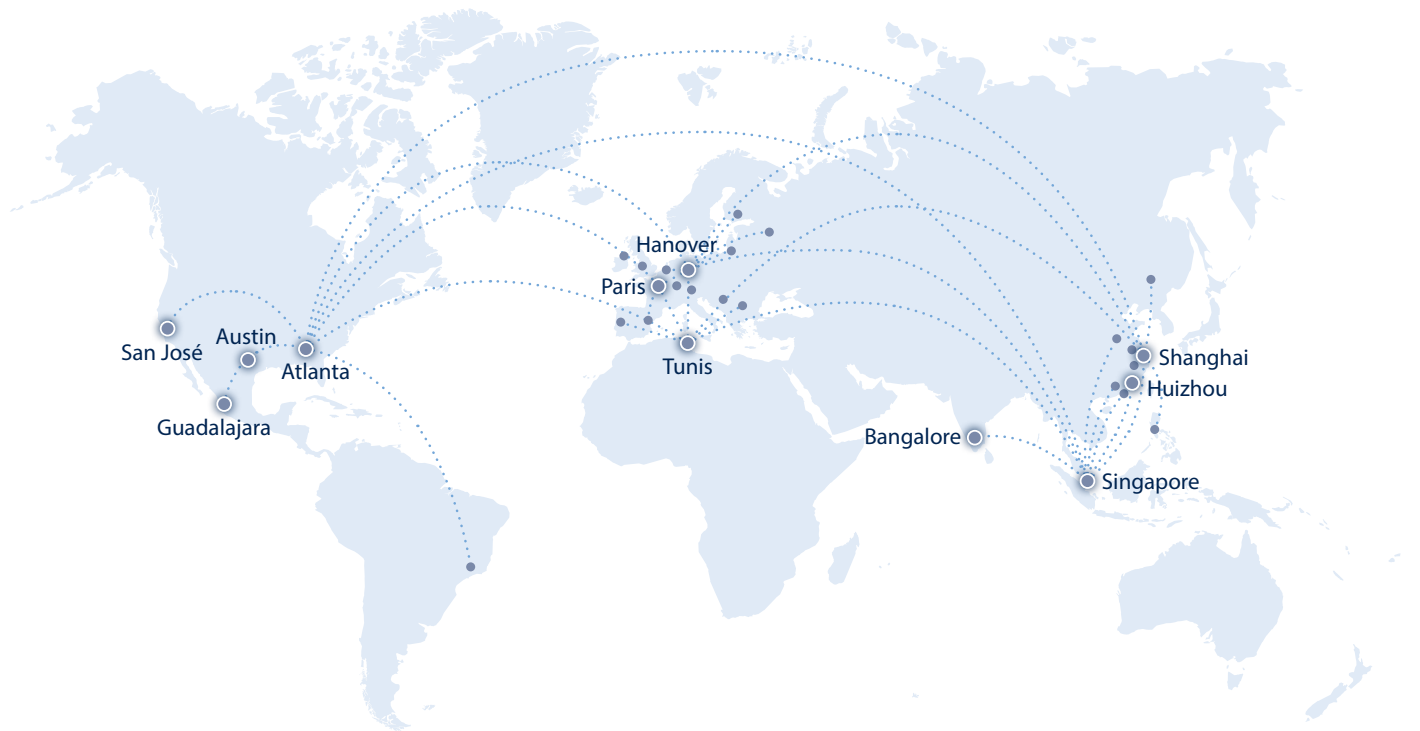 Hanover
Paris
Austin
San José
Atlanta
Tunis
Shanghai
Huizhou
Guadalajara
Bangalore
Singapore